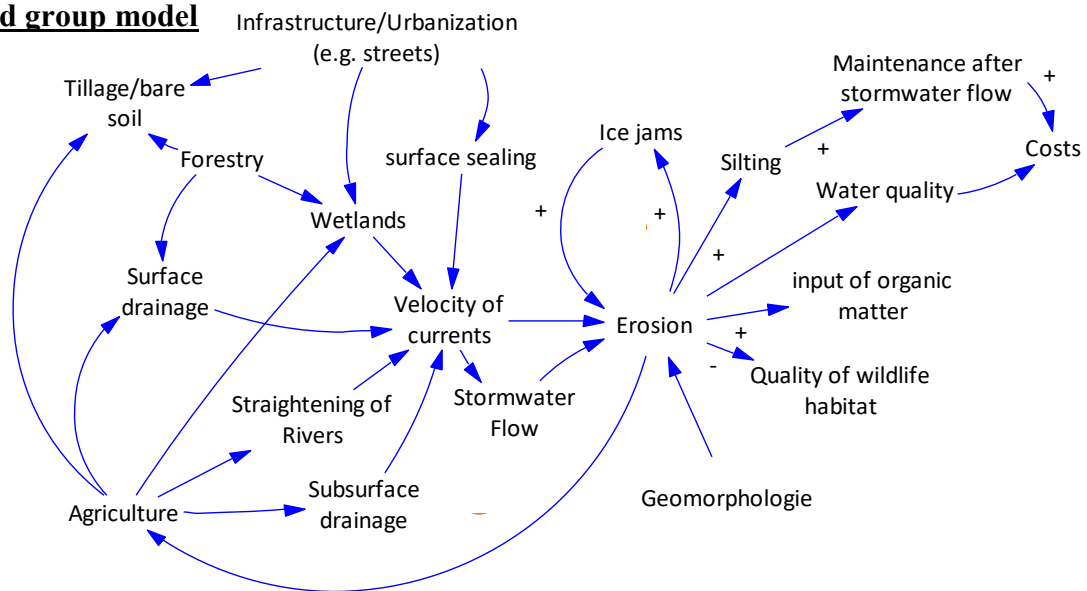 d group model
Infrastructure/Urbanization
(e.g. streets)
Tillage/bare
soil
Forestry
surface sealing
Wetlands
Surface
drainage
Velocity of
currents
Straightening of
Rivers
Stormwater
Flow
Subsurface
drainage
Agriculture
Ice jams
+
+
Erosion
Silting
+
+
Maintenance after
stormwater flow
+
Costs
Water quality
input of organic
matter
+
-
Quality of wildlife
habitat
Geomorphologie